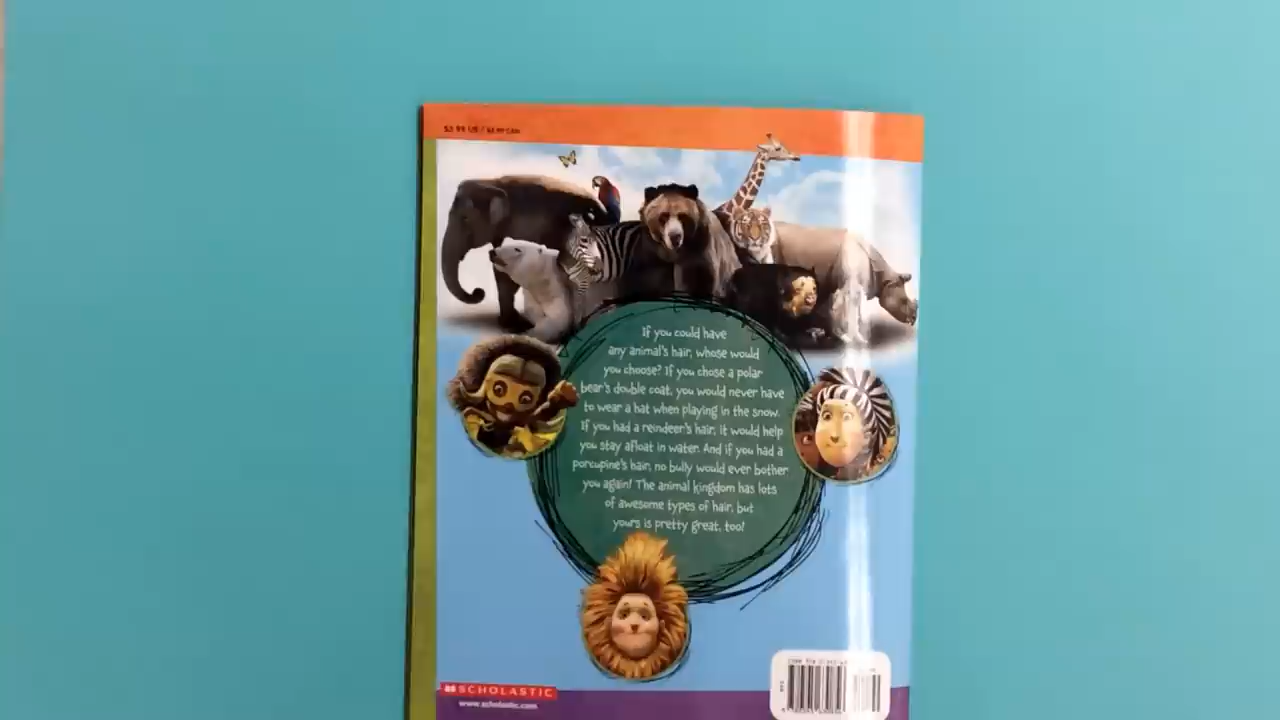 If you could have
any animal's hair, whose would
you choose? If you chose a polar
bear's double coat, you would never have
to wear a hat when playing in the snow.
If you had a reindeer's hair, it would help
you stay afloat in water. And if you had a
porcupine's hair, no bully would ever bother
you again! The animal kingdom has lots
of awesome types of hair, but
yours is pretty great, too!
SCHOLASTIC
www.scholastic.com